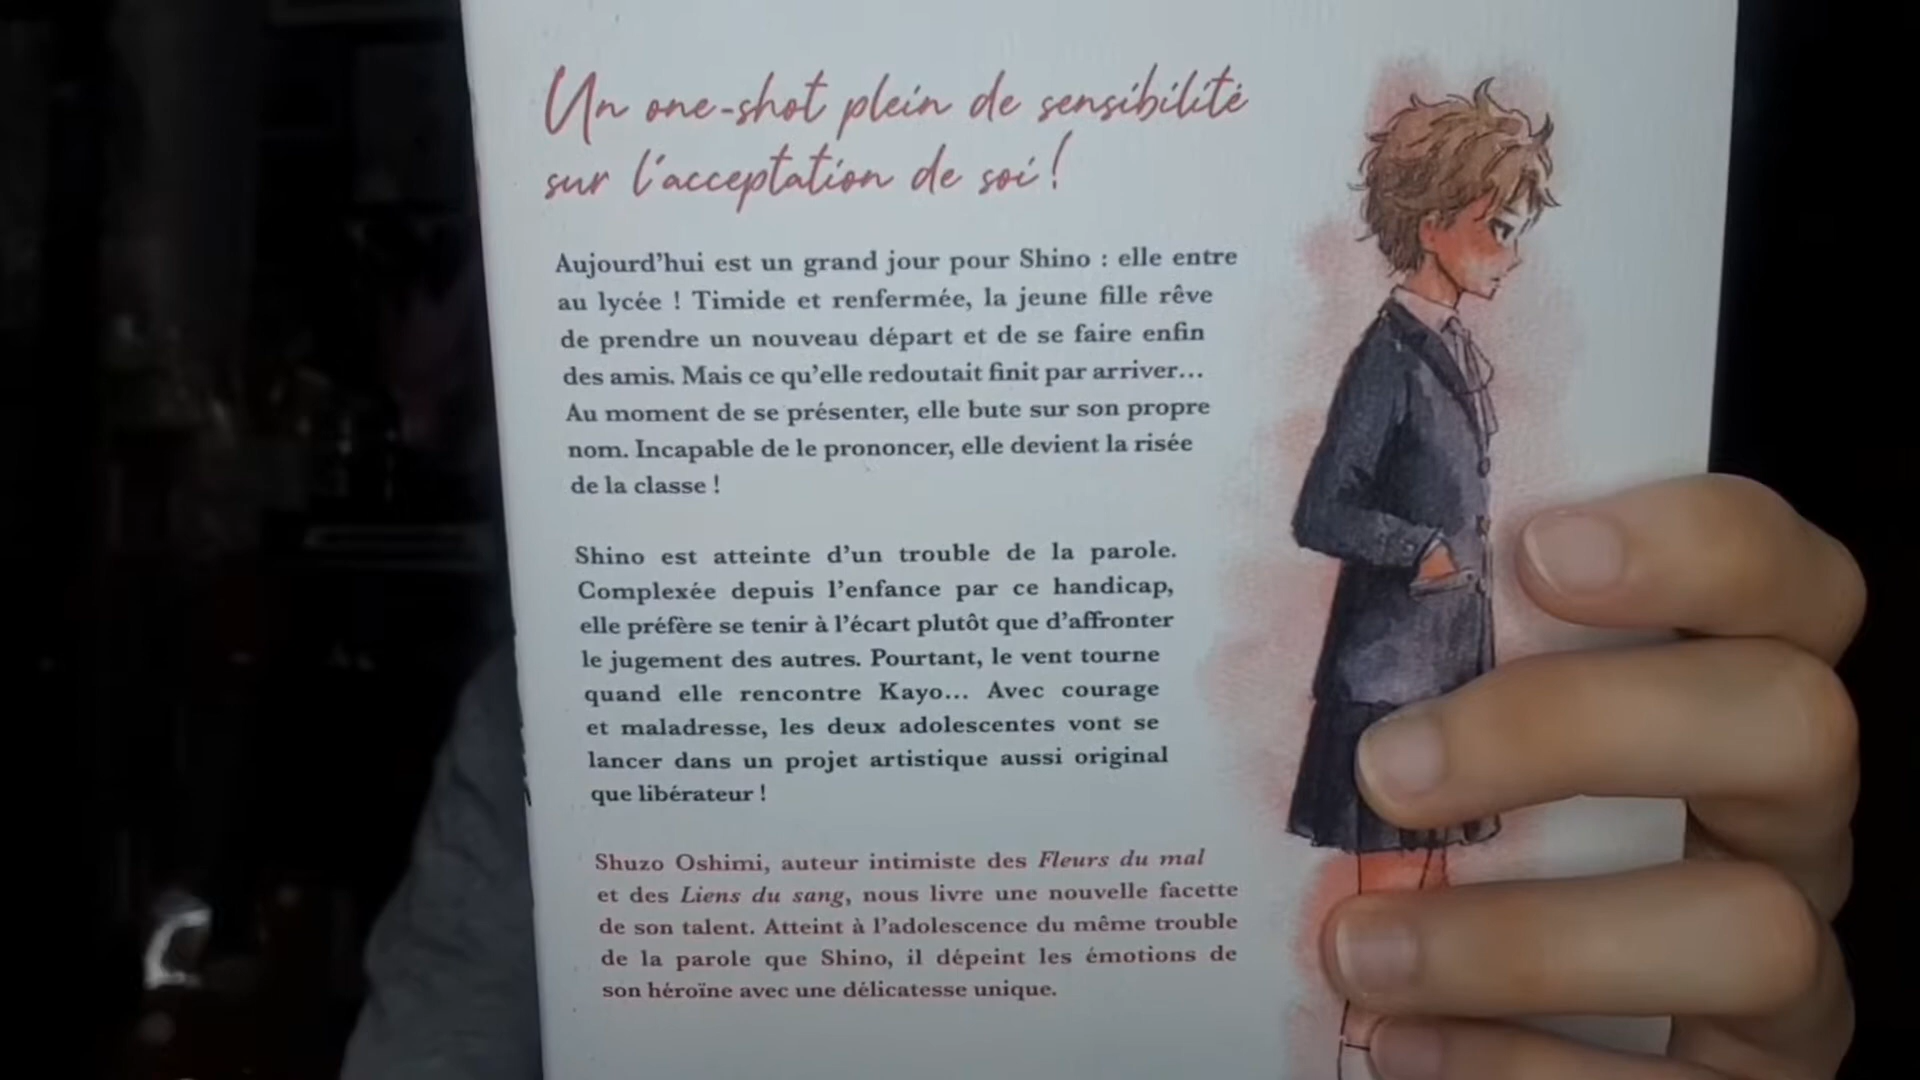 Un one-shot plein de sensibilité
sur l'acceptation de soi !
Aujourd'hui est un grand jour pour Shino : elle entre
au lycée ! Timide et renfermée, la jeune fille rêve
de prendre un nouveau départ et de se faire enfin
des amis. Mais ce qu'elle redoutait finit par arriver...
Au moment de se présenter, elle bute sur son propre
nom. Incapable de le prononcer, elle devient la risée
de la classe !
Shino est atteinte d'un trouble de la parole.
Complexée depuis l'enfance par ce handicap,
elle préfère se tenir à l'écart plutôt que d'affronter
le jugement des autres. Pourtant, le vent tourne
quand elle rencontre Kayo... Avec courage
et maladresse, les deux adolescentes vont se
lancer dans un projet artistique aussi original
que libérateur !
Shuzo Oshimi, auteur intimiste des Fleurs du mal
et des Liens du sang, nous livre une nouvelle facette
de son talent. Atteint à l'adolescence du même trouble
de la parole que Shino, il dépeint les émotions de
son héroïne avec une délicatesse unique.